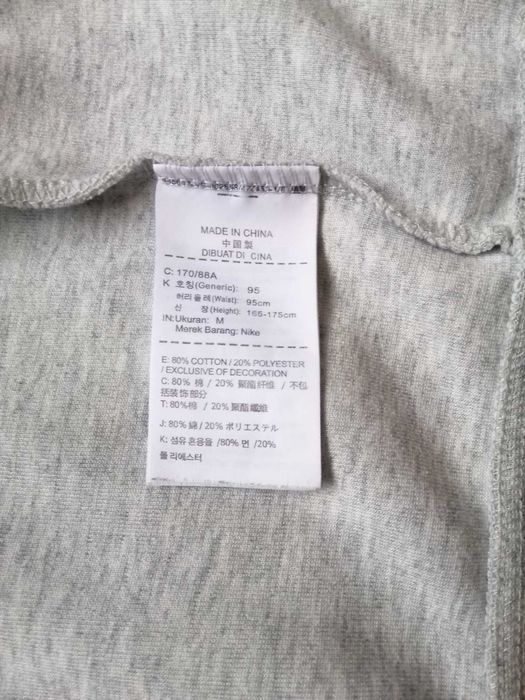 MADE IN CHINA
中国製
DIBUAT DI CINA
C: 170/88A
K 호칭(Generic): 95
허리둘레(Waist): 95cm
신 장(Height): 165-175cm
IN:Ukuran: M
Merek Barang: Nike
E: 80% COTTON / 20% POLYESTER
/ EXCLUSIVE OF DECORATION
C: 80% 棉 / 20% 聚酯纤维 / 不包
括装饰部分
T: 80%棉 / 20% 聚酯纖維
J: 80% 綿 / 20% ポリエステル
K: 섬유 혼용율 /80% 면 /20%
폴리에스터